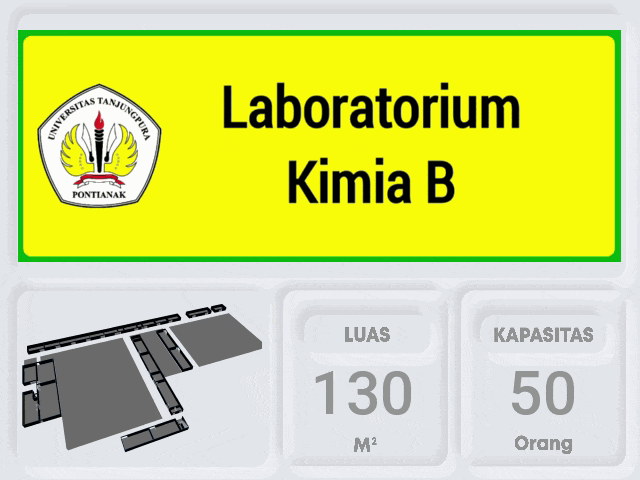 UNIVERSITAS TANJUNGPURA
PONTIANAK
Laboratorium
Kimia B
LUAS
130
M²
KAPASITAS
50
Orang